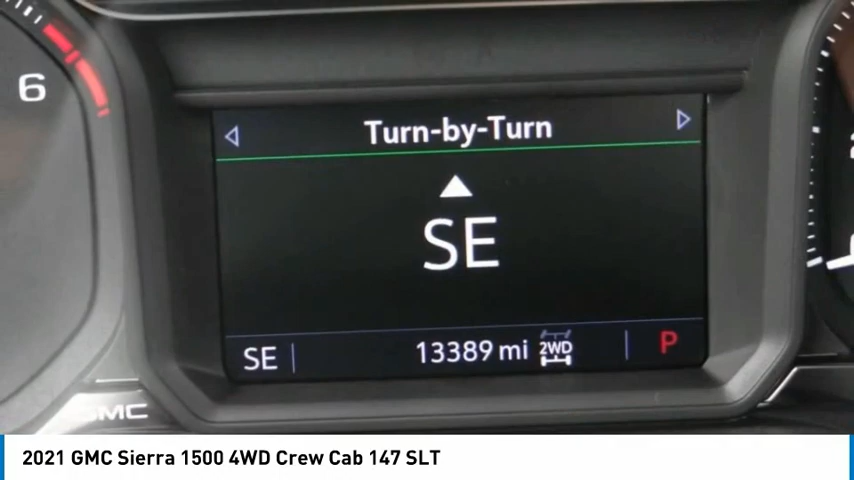 6
Turn-by-Turn
SE
SE 13389 mi 2WD P
GMC
2021 GMC Sierra 1500 4WD Crew Cab 147 SLT